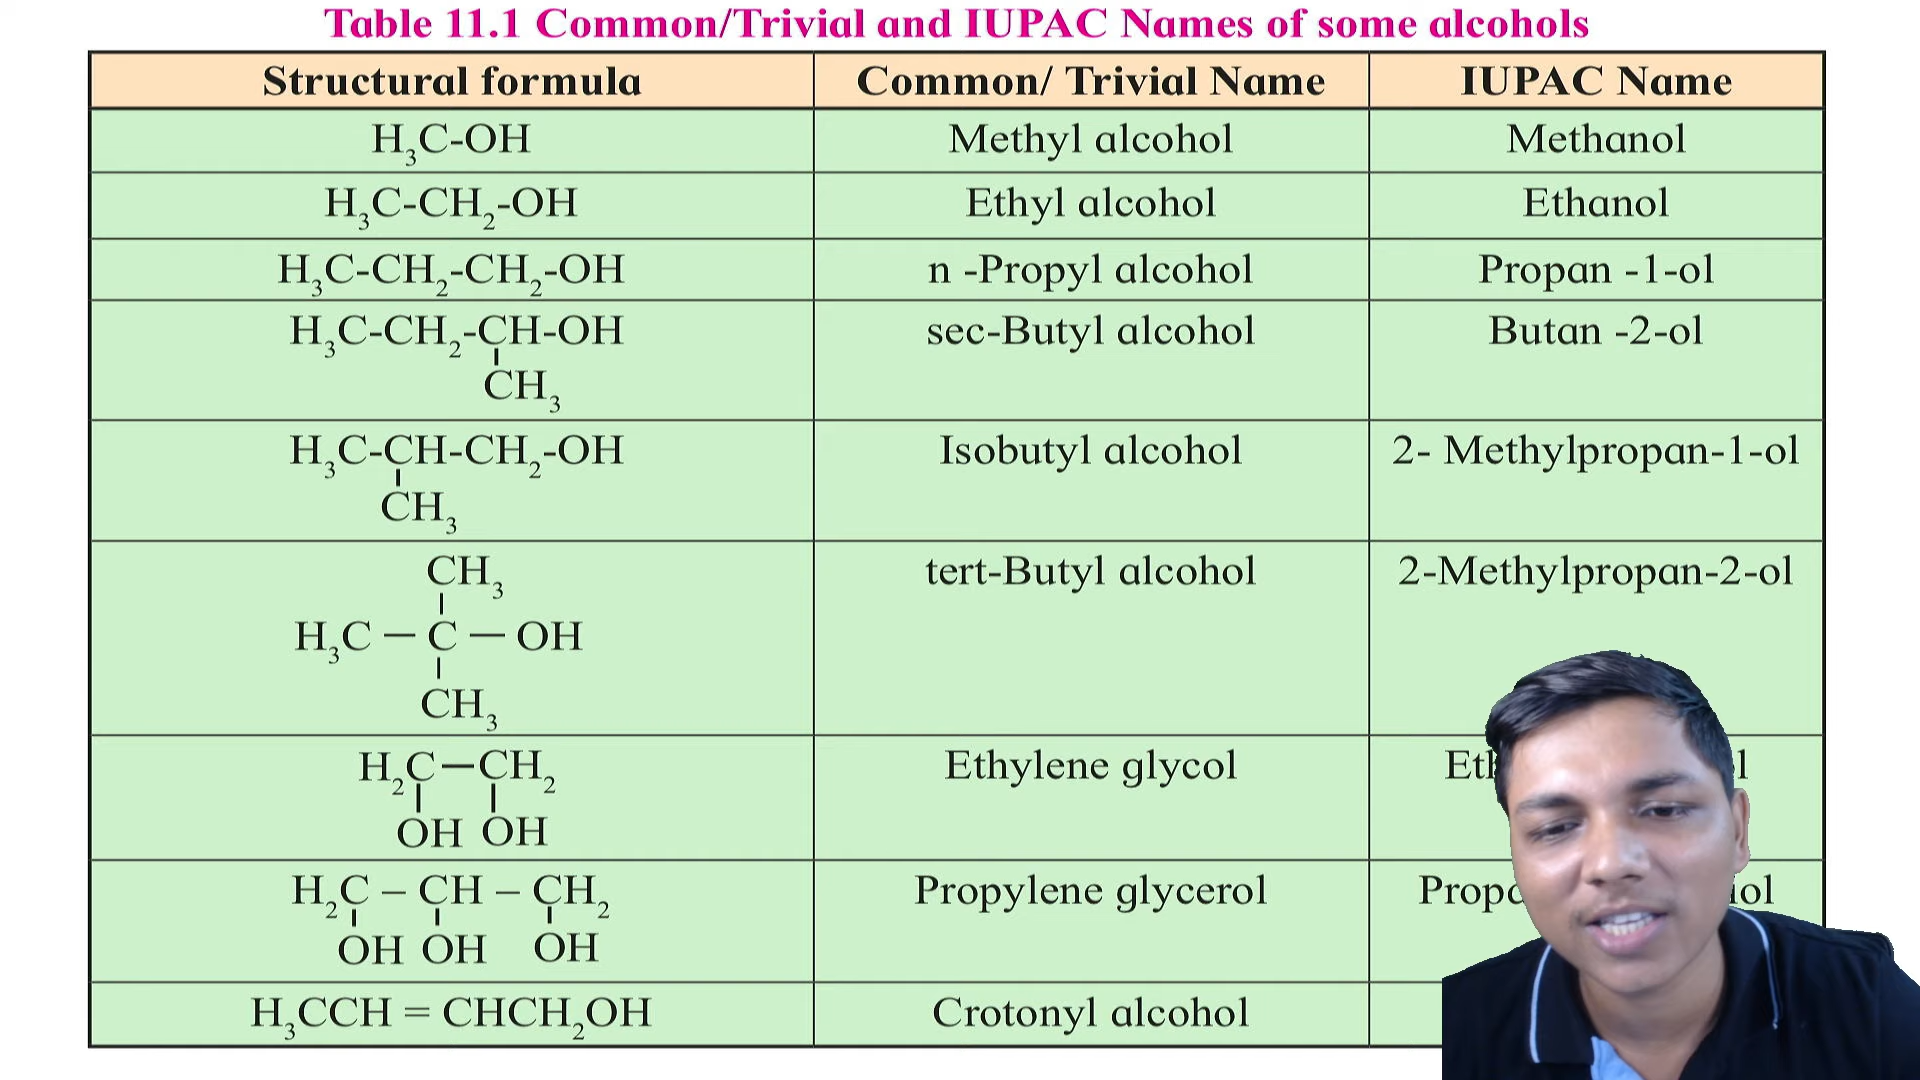 Table 11.1 Common/Trivial and IUPAC Names of some alcohols
Structural formula Common/ Trivial Name IUPAC Name
H₃C-OH Methyl alcohol Methanol
H₃C-CH₂-OH Ethyl alcohol Ethanol
H₃C-CH₂-CH₂-OH n -Propyl alcohol Propan -1-ol
H₃C-CH₂-CH-OH sec-Butyl alcohol Butan -2-ol
CH₃
H₃C-CH-CH₂-OH Isobutyl alcohol 2- Methylpropan-1-ol
CH₃
CH₃ tert-Butyl alcohol 2-Methylpropan-2-ol
H₃C — C — OH
CH₃
H₂C—CH₂ Ethylene glycol
OH OH
H₂C – CH – CH₂ Propylene glycerol
OH OH OH
H₃CCH = CHCH₂OH Crotonyl alcohol